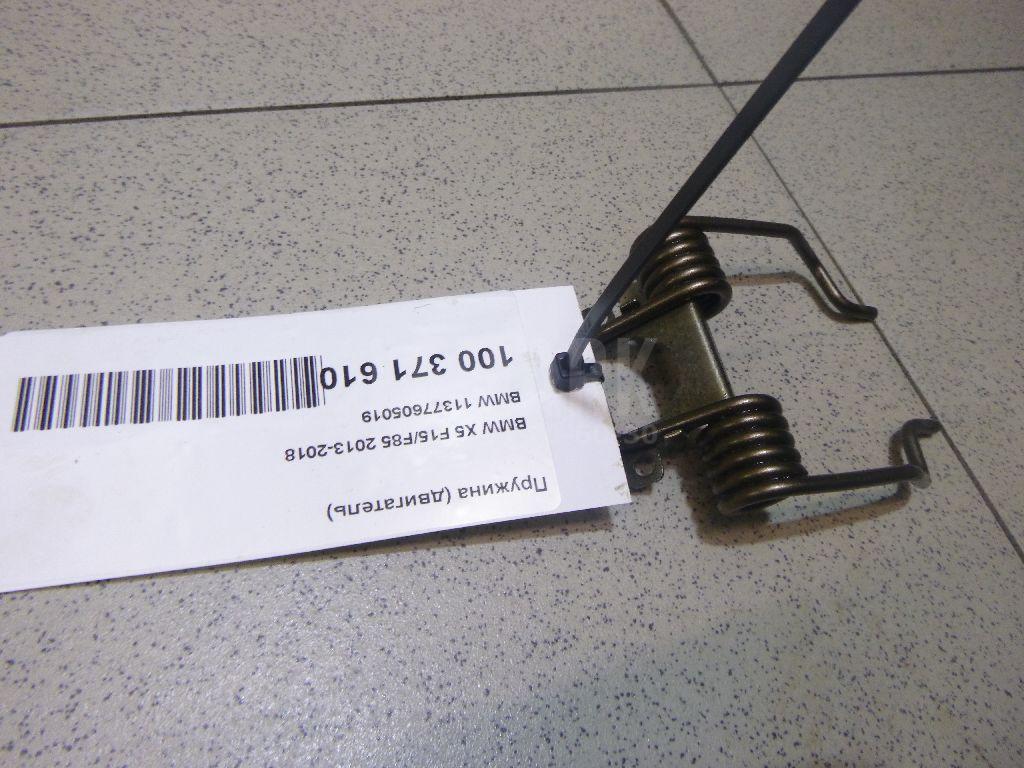 Пружина (двигатель)
BMW X5 F15/F85 2013-2018
BMW 11377605019
100 371 610